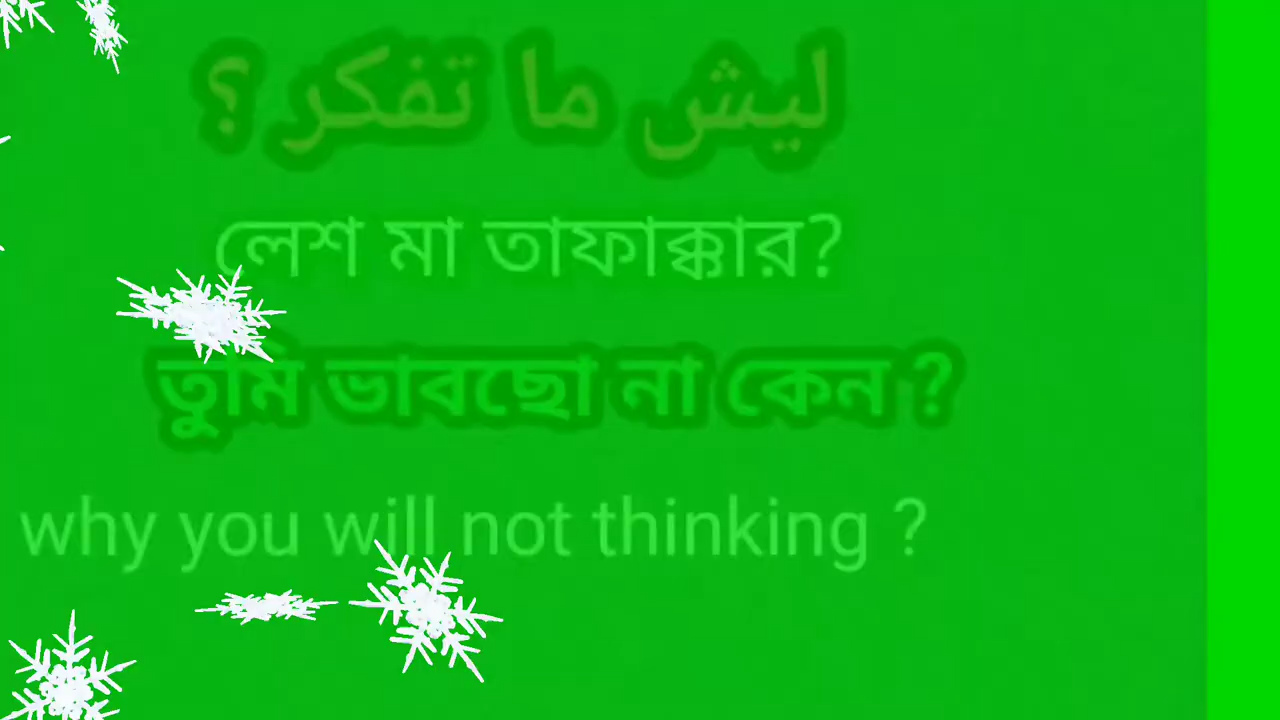 ليش ما تفكر ؟
লেশ মা তাফাক্কার?
তুমি ভাবছো না কেন ?
why you will not thinking ?